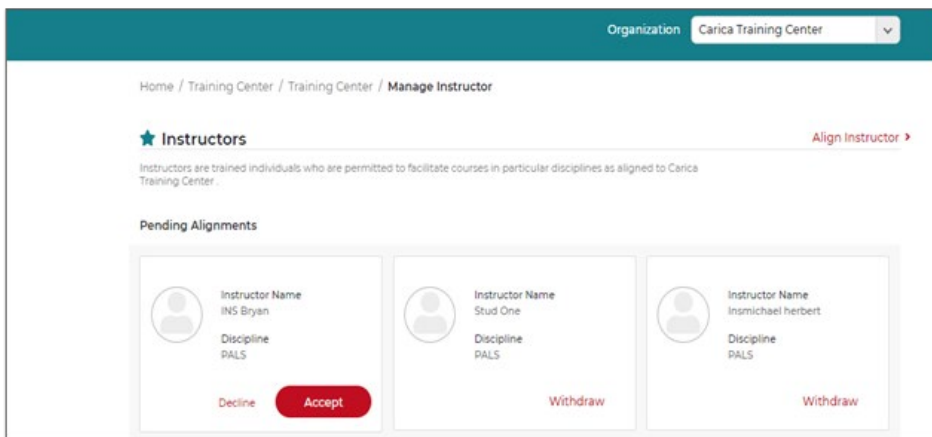 Organization Carica Training Center
Home / Training Center / Training Center / Manage Instructor
Instructors
Align Instructor >
Instructors are trained individuals who are permitted to facilitate courses in particular disciplines as aligned to Carica
Training Center .
Pending Alignments
Instructor Name
INS Bryan
Discipline
PALS
Decline Accept
Instructor Name
Stud One
Discipline
PALS
Withdraw
Instructor Name
Insmichael herbert
Discipline
PALS
Withdraw